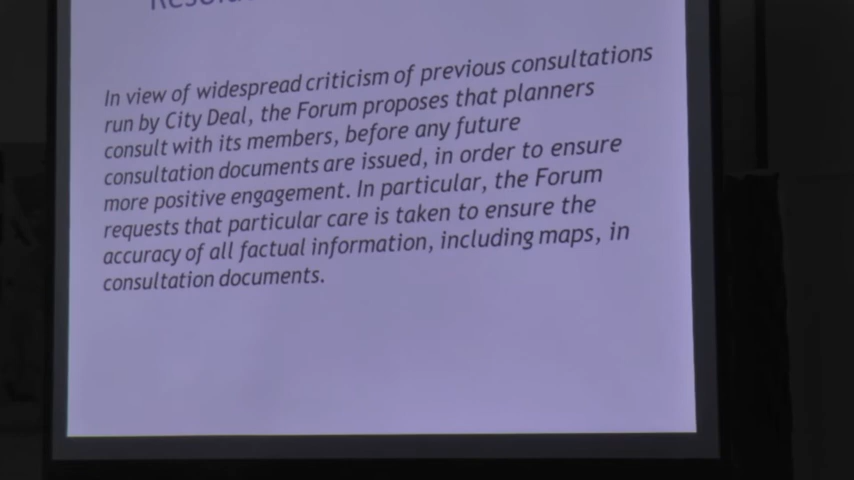 In view of widespread criticism of previous consultations
run by City Deal, the Forum proposes that planners
consult with its members, before any future
consultation documents are issued, in order to ensure
more positive engagement. In particular, the Forum
requests that particular care is taken to ensure the
accuracy of all factual information, including maps, in
consultation documents.